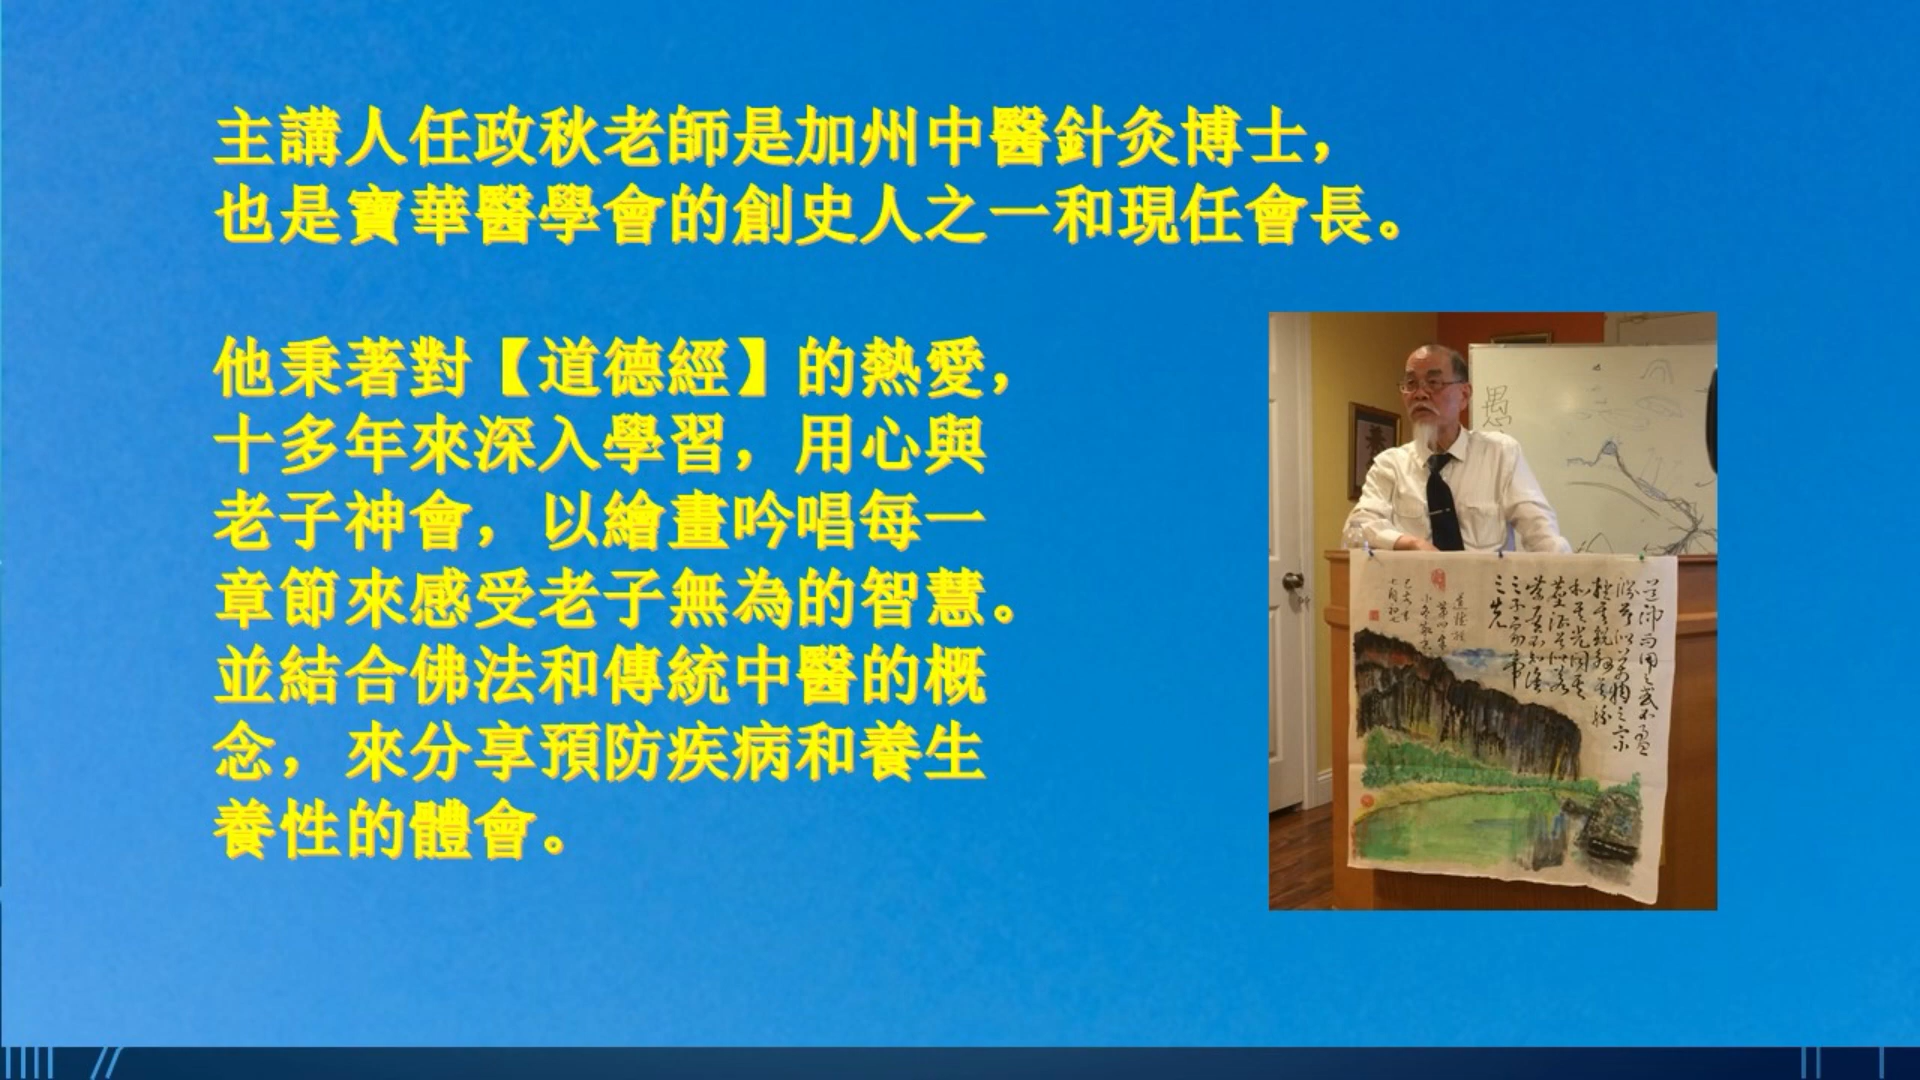 主講人任政秋老師是加州中醫針灸博士，
也是寶華醫學會的創史人之一和現任會長。
他秉著對【道德經】的熱愛，
十多年來深入學習，用心與
老子神會，以繪畫吟唱每一
章節來感受老子無為的智慧。
並結合佛法和傳統中醫的概
念，來分享預防疾病和養生
養性的體會。
愚